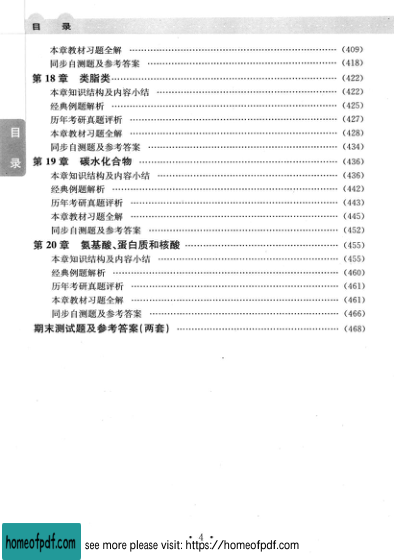 目 录
本章教材习题全解 ……………………………………………… (409)
同步自测题及参考答案 ……………………………………………… (418)
第 18 章 类脂类 ……………………………………………… (422)
本章知识结构及内容小结 ……………………………………………… (422)
经典例题解析 ……………………………………………… (425)
历年考研真题评析 ……………………………………………… (427)
本章教材习题全解 ……………………………………………… (428)
同步自测题及参考答案 ……………………………………………… (434)
第 19 章 碳水化合物 ……………………………………………… (436)
本章知识结构及内容小结 ……………………………………………… (436)
经典例题解析 ……………………………………………… (442)
历年考研真题评析 ……………………………………………… (443)
本章教材习题全解 ……………………………………………… (445)
同步自测题及参考答案 ……………………………………………… (452)
第 20 章 氨基酸、蛋白质和核酸 ……………………………………………… (455)
本章知识结构及内容小结 ……………………………………………… (455)
经典例题解析 ……………………………………………… (460)
历年考研真题评析 ……………………………………………… (461)
本章教材习题全解 ……………………………………………… (461)
同步自测题及参考答案 ……………………………………………… (466)
期末测试题及参考答案(两套) ……………………………………………… (468)
目
录
• 4 •
homeofpdf.com
see more please visit: https://homeofpdf.com